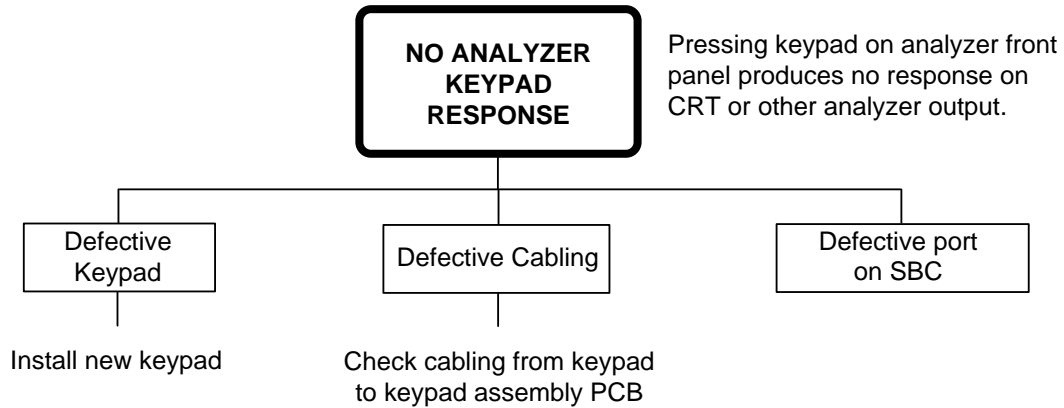 NO ANALYZER
KEYPAD
RESPONSE
Pressing keypad on analyzer front
panel produces no response on
CRT or other analyzer output.
Defective
Keypad
Defective Cabling
Defective port
on SBC
Install new keypad
Check cabling from keypad
to keypad assembly PCB